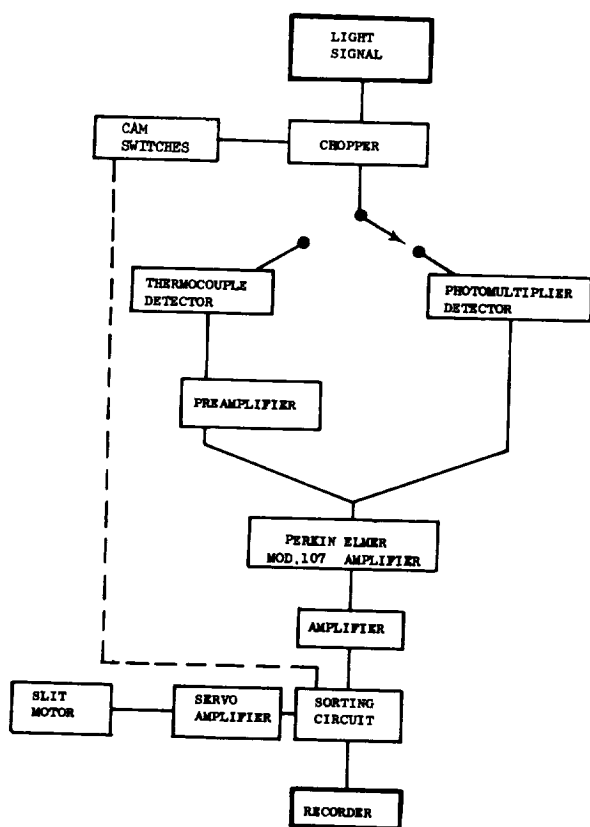 LIGHT
SIGNAL
CAM
SWITCHES
CHOPPER
THERMOCOUPLE
DETECTOR
PHOTOMULTIPLIER
DETECTOR
PREAMPLIFIER
PERKIN ELMER
MOD.107 AMPLIFIER
AMPLIFIER
SLIT
MOTOR
SERVO
AMPLIFIER
SORTING
CIRCUIT
RECORDER